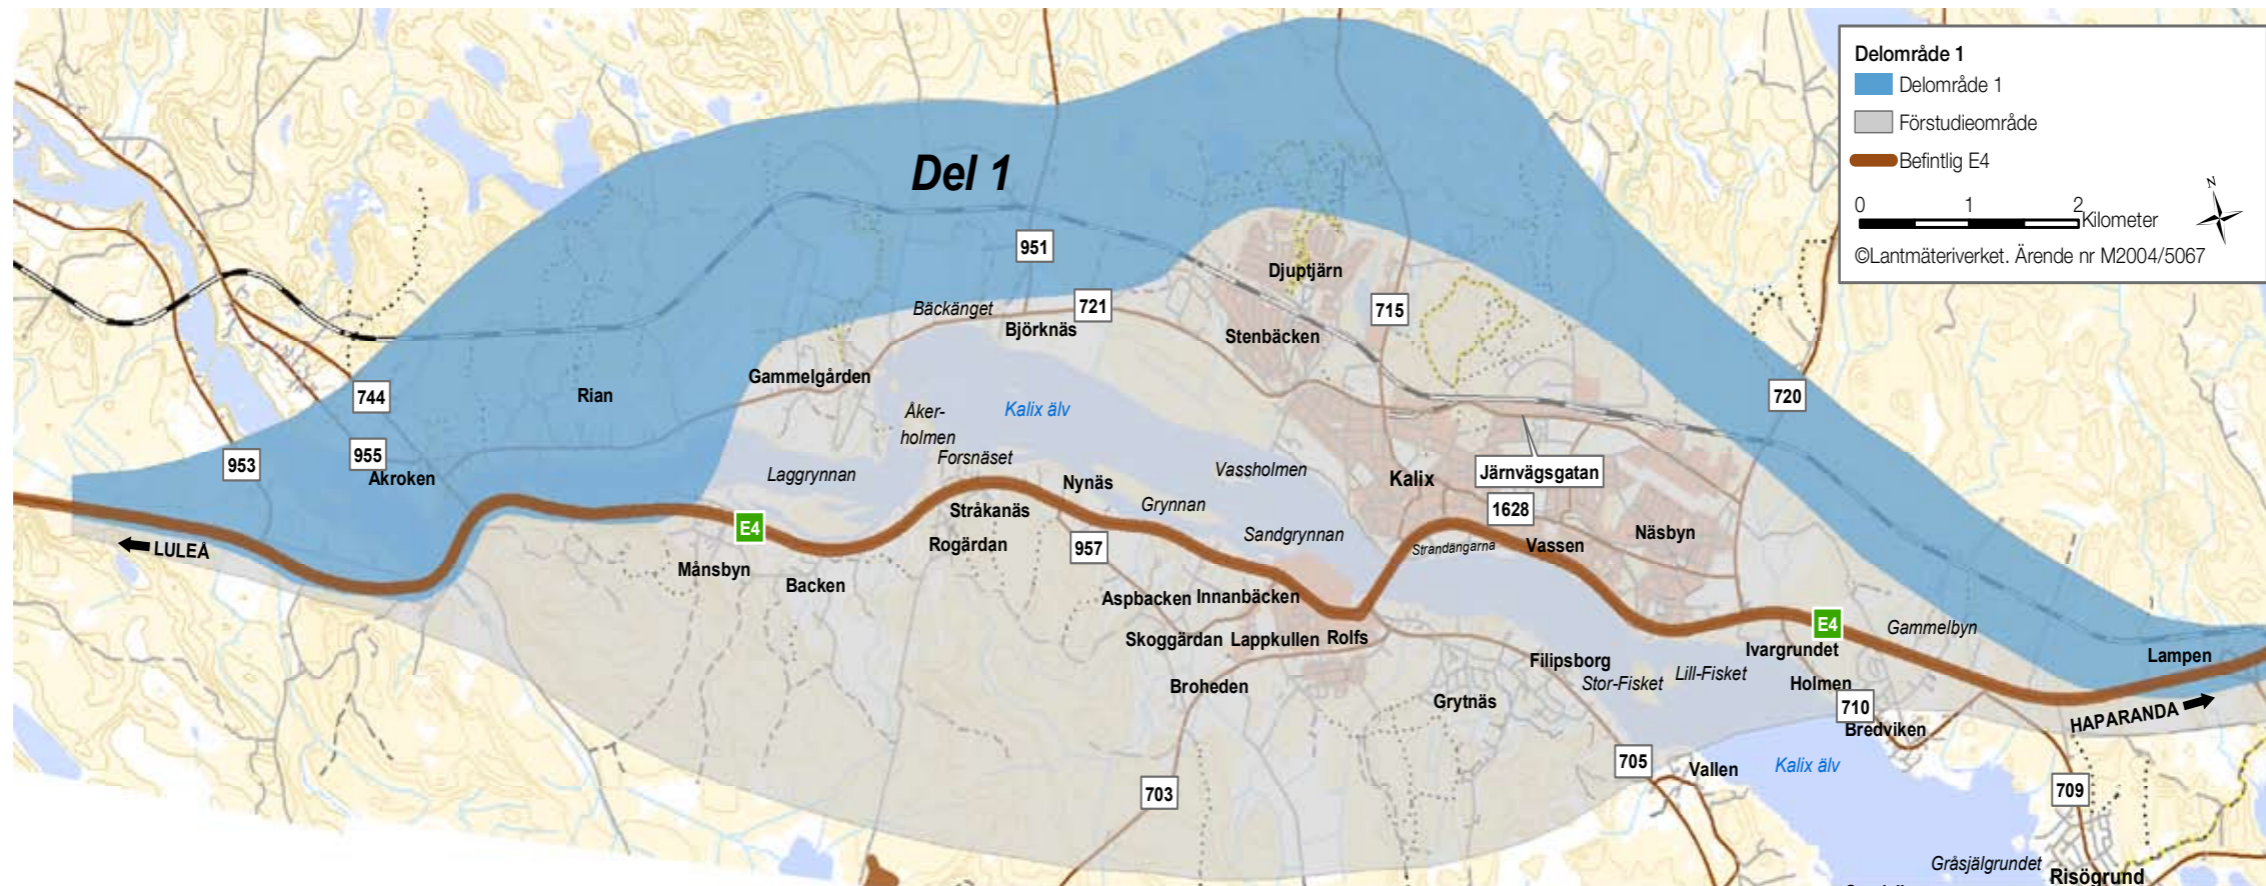 Delområde 1
Delområde 1
Förstudieområde
Befintlig E4
0 1 2
Kilometer
N
©Lantmäteriverket. Ärende nr M2004/5067
Del 1
951
Djuptjärn
Bäckänget
721
715
Björknäs
Stenbäcken
Gammelgården
744
Rian
720
Åker-
holmen
Kalix älv
955
953
Akroken
Forsnäset
Laggrynnan
Vassholmen
Nynäs
Kalix
Järnvägsgatan
Grynnan
1628
Stråkanäs
E4
Sandgrynnan
Näsbyn
Rogärdan
957
Strandängarna
Vassen
LULEÅ
Månsbyn
Backen
Aspbacken
Innanbäcken
E4
Gammelbyn
Skoggärdan
Lappkullen
Rolfs
Ivargrundet
Lampen
Filipsborg
Lill-Fisket
Stor-Fisket
Holmen
Broheden
Grytnäs
710
HAPARANDA
Bredviken
705
Vallen
Kalix älv
703
709
Gråsjälgrundet
Risögrund